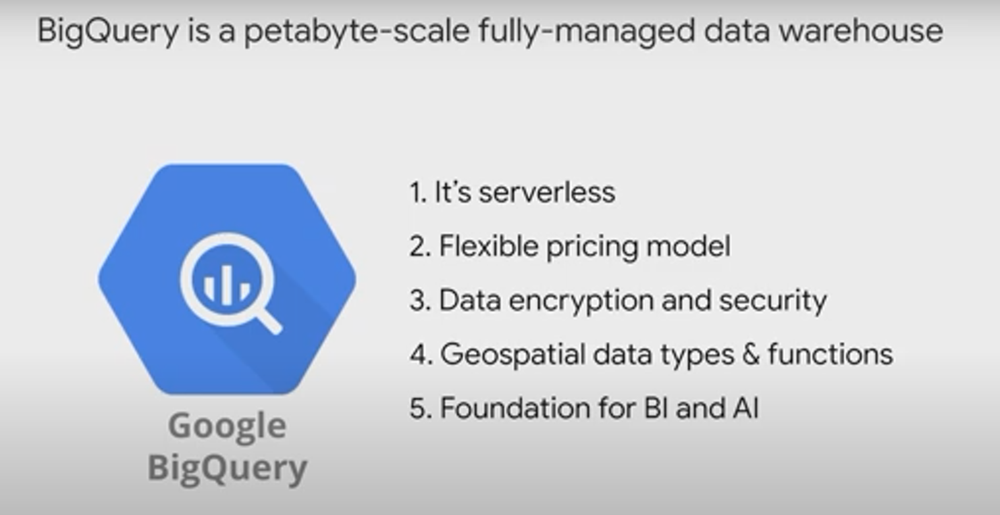 BigQuery is a petabyte-scale fully-managed data warehouse
1. It's serverless
2. Flexible pricing model
3. Data encryption and security
4. Geospatial data types & functions
5. Foundation for BI and AI
Google
BigQuery